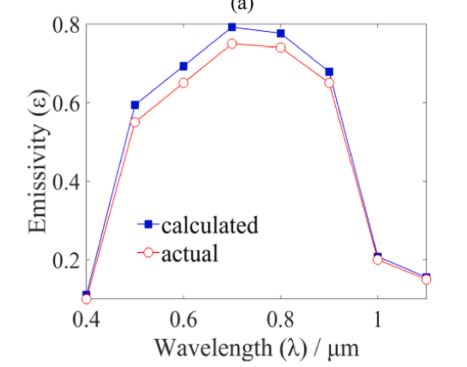 (a)
0.8
0.6
0.4
0.2
Emissivity (ε)
calculated
actual
0.4 0.6 0.8 1
Wavelength (λ) / μm